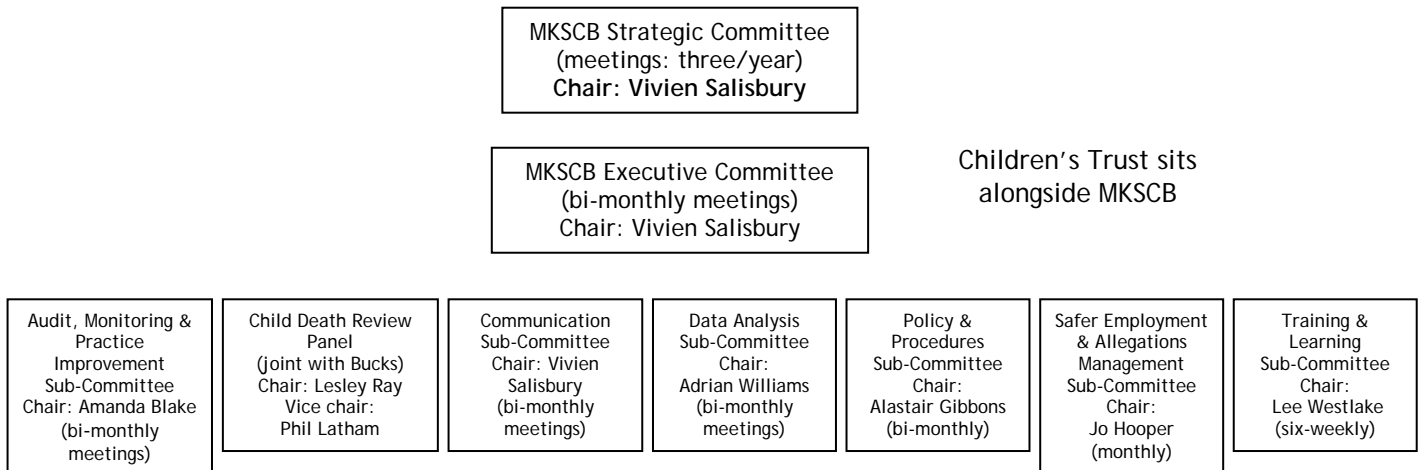 MKSCB Strategic Committee
(meetings: three/year)
Chair: Vivien Salisbury
MKSCB Executive Committee
(bi-monthly meetings)
Chair: Vivien Salisbury
Children's Trust sits
alongside MKSCB
Audit, Monitoring &
Practice
Improvement
Sub-Committee
Chair: Amanda Blake
(bi-monthly
meetings)
Child Death Review
Panel
(joint with Bucks)
Chair: Lesley Ray
Vice chair:
Phil Latham
Communication
Sub-Committee
Chair: Vivien
Salisbury
(bi-monthly
meetings)
Data Analysis
Sub-Committee
Chair:
Adrian Williams
(bi-monthly
meetings)
Policy &
Procedures
Sub-Committee
Chair:
Alastair Gibbons
(bi-monthly)
Safer Employment
& Allegations
Management
Sub-Committee
Chair:
Jo Hooper
(monthly)
Training &
Learning
Sub-Committee
Chair:
Lee Westlake
(six-weekly)